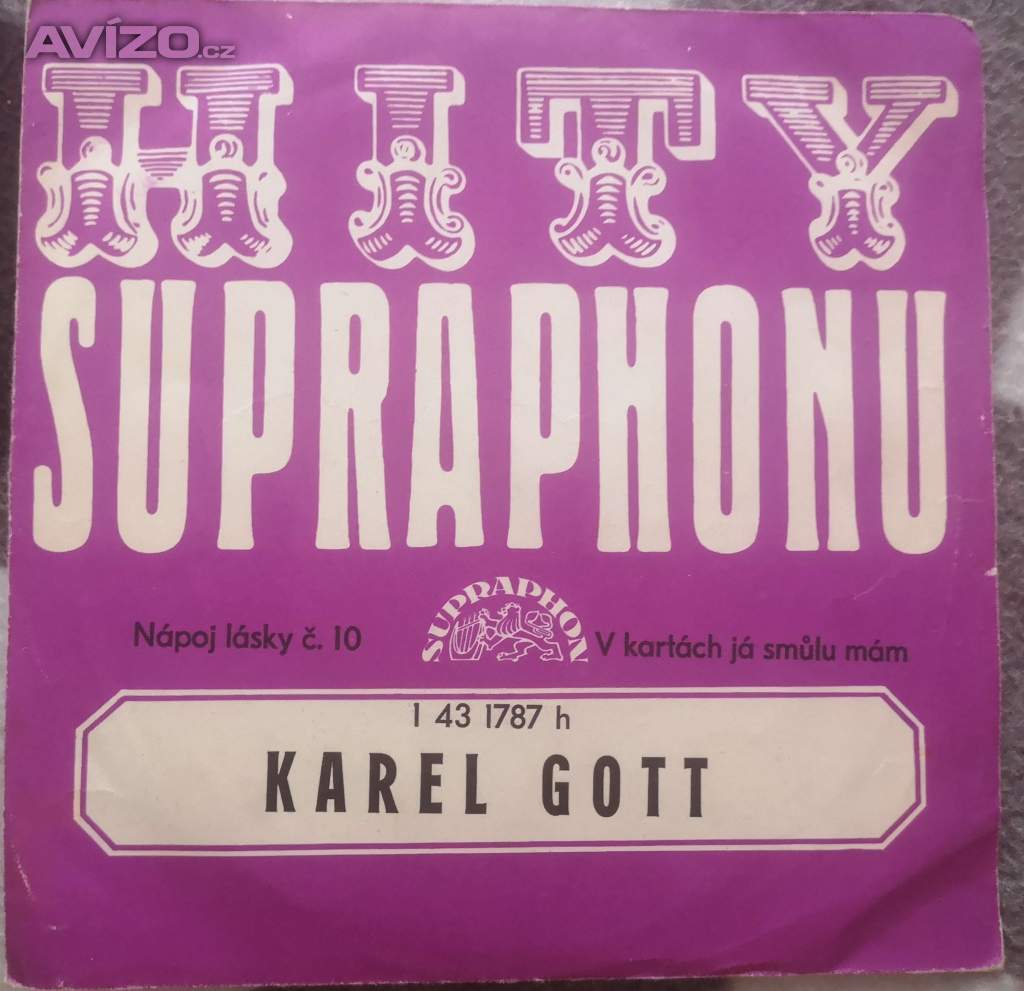 AVÍZO.cz
HITY
SUPRAPHONU
SUPRAPHON
Nápoj lásky č. 10
V kartách já smůlu mám
1 43 1787 h
KAREL GOTT